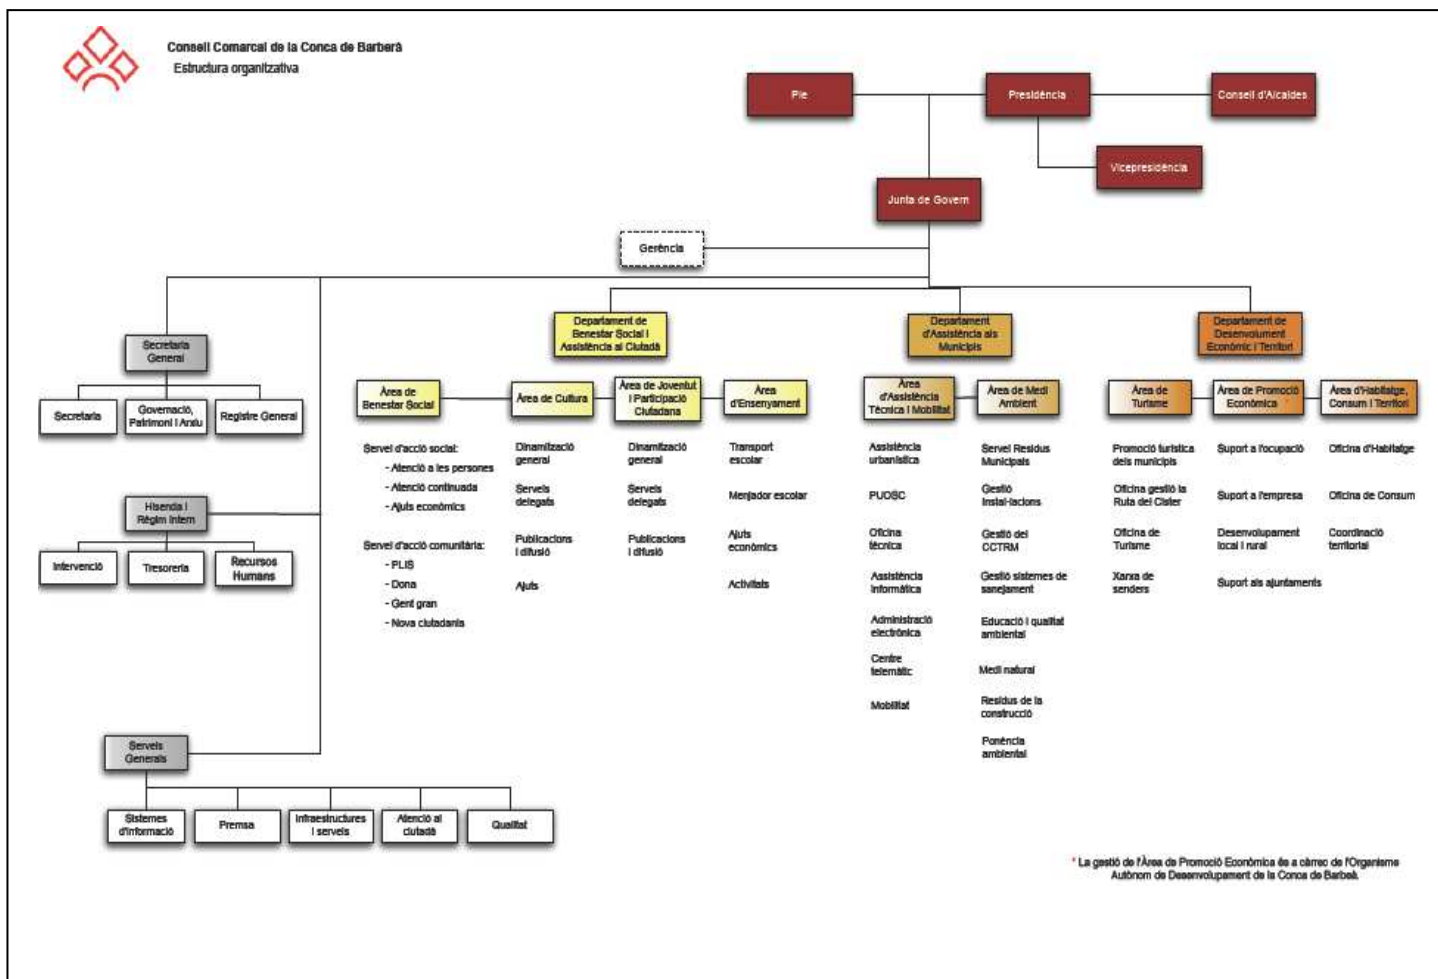 Consell Comarcal de la Conca de Barberà
Estructura organitzativa
Ple
Presidència
Consell d'Alcaldes
Vicepresidència
Junta de Govern
Gerència
Secretaria
General
Secretaria
Governació,
Patrimoni i Arxiu
Registre General
Hisenda i
Règim Intern
Intervenció
Tresoreria
Recursos
Humans
Serveis
Generals
Sistemes
d'informació
Premsa
Infraestructures
i serveis
Atenció al
ciutadà
Qualitat
Departament de
Benestar Social i
Assistència al Ciutadà
Àrea de
Benestar Social
Servei d'acció social:
- Atenció a les persones
- Atenció continuada
- Ajuts econòmics
Servei d'acció comunitària:
- PLIS
- Dona
- Gent gran
- Nova ciutadania
Àrea de Cultura
Dinamització
general
Serveis
delegats
Publicacions
i difusió
Ajuts
Àrea de Joventut
i Participació
Ciutadana
Dinamització
general
Serveis
delegats
Publicacions
i difusió
Àrea
d'Ensenyament
Transport
escolar
Menjador escolar
Ajuts
econòmics
Activitats
Departament
d'Assistència als
Municipis
Àrea
d'Assistència
Tècnica i Mobilitat
Assistència
urbanística
PUOSC
Oficina
tècnica
Assistència
informàtica
Administració
electrònica
Centre
telemàtic
Mobilitat
Àrea de Medi
Ambient
Servei Residus
Municipals
Gestió
Instal·lacions
Gestió del
CCTRM
Gestió sistemes de
sanejament
Educació i qualitat
ambiental
Medi natural
Residus de la
construcció
Ponència
ambiental
Departament de
Desenvolument
Econòmic i Territori
Àrea de
Turisme
Promoció turística
dels municipis
Oficina gestió la
Ruta del Cister
Oficina de
Turisme
Xarxa de
senders
Àrea de Promoció
Econòmica *
Suport a l'ocupació
Suport a l'empresa
Desenvolupament
local i rural
Suport als ajuntaments
Àrea d'Habitatge,
Consum i Territori
Oficina d'Habitatge
Oficina de Consum
Coordinació
territorial
* La gestió de l'Àrea de Promoció Econòmica és a càrrec de l'Organisme
Autònom de Desenvolupament de la Conca de Barbeà.